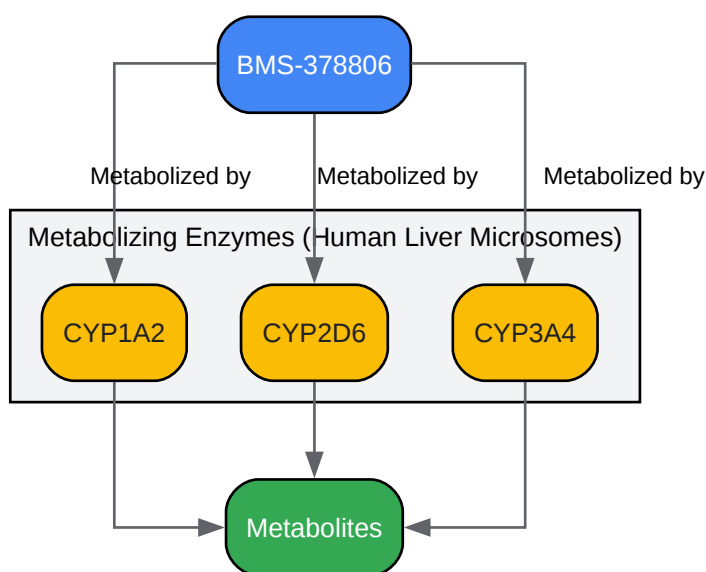 BMS-378806
Metabolized by
Metabolized by
Metabolized by
Metabolizing Enzymes (Human Liver Microsomes)
CYP1A2
CYP2D6
CYP3A4
Metabolites